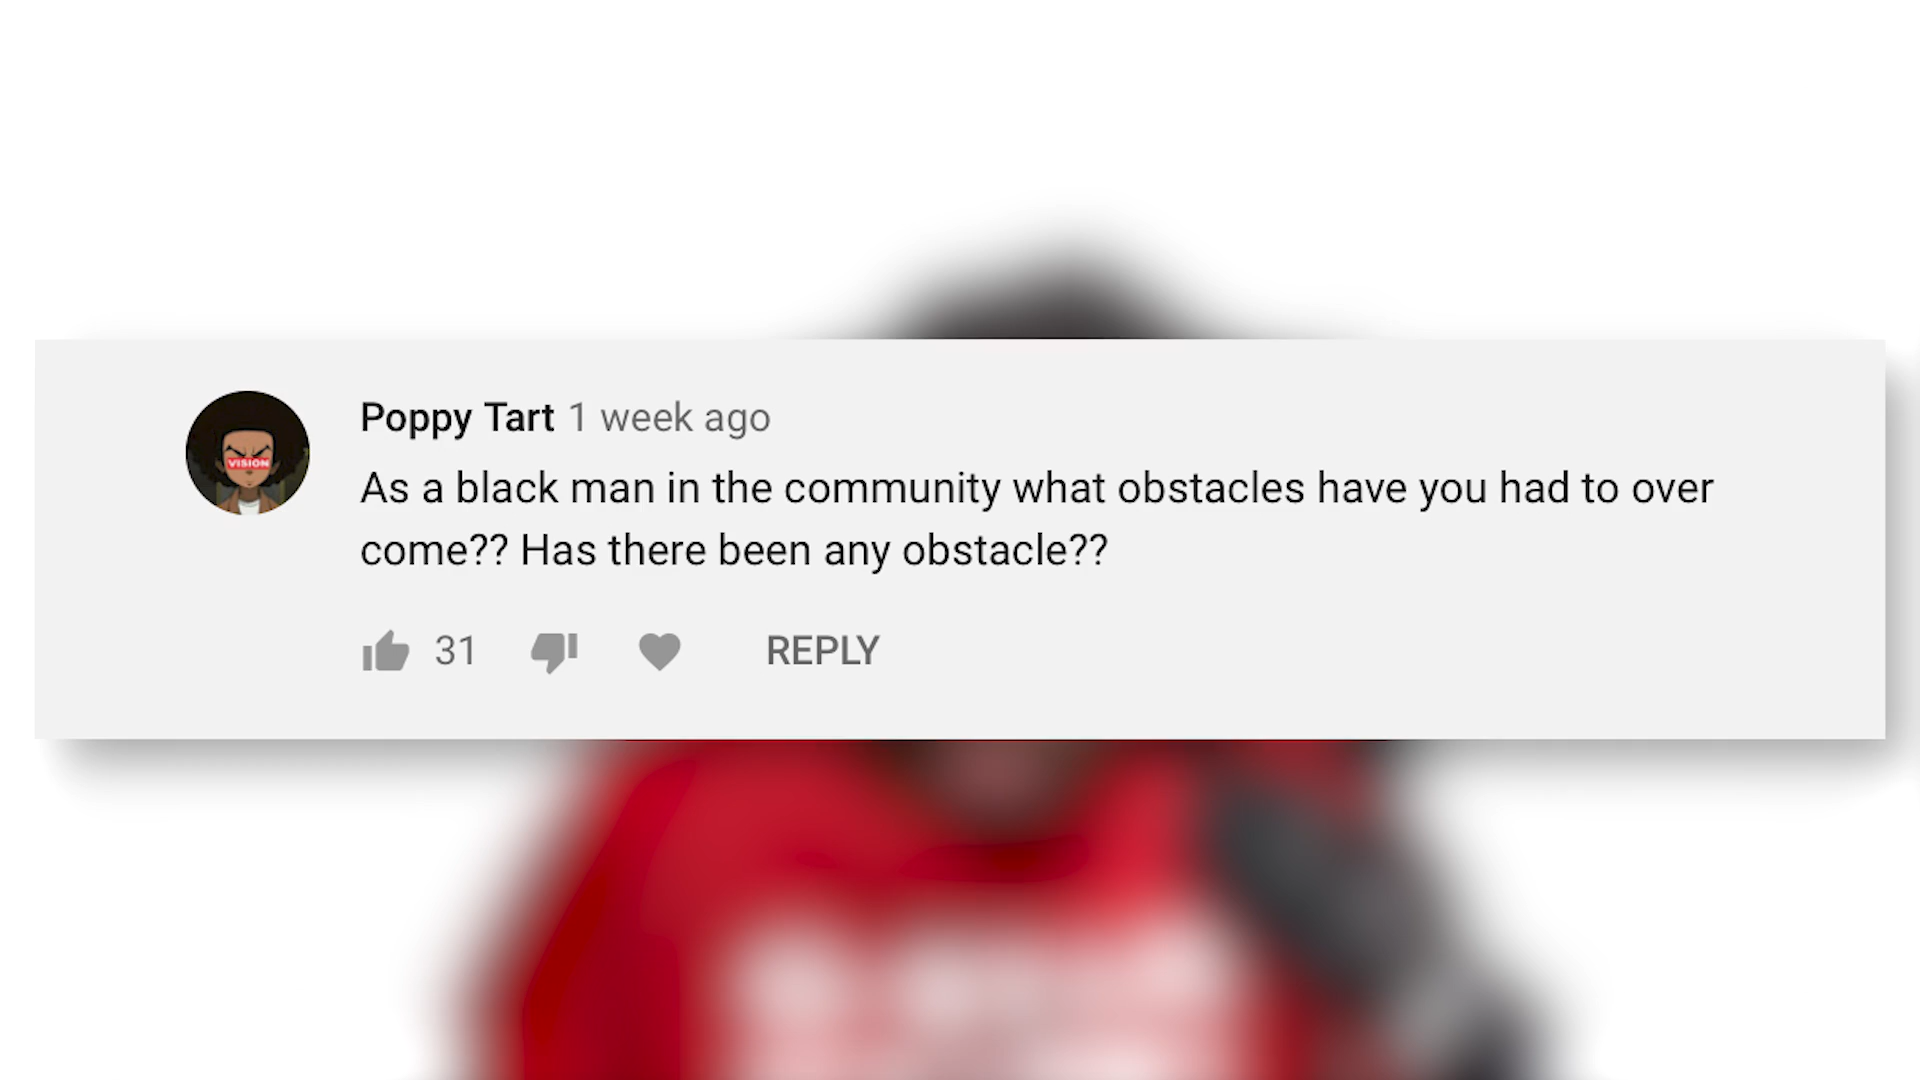 Poppy Tart 1 week ago
VISION
As a black man in the community what obstacles have you had to over
come?? Has there been any obstacle??
31 REPLY